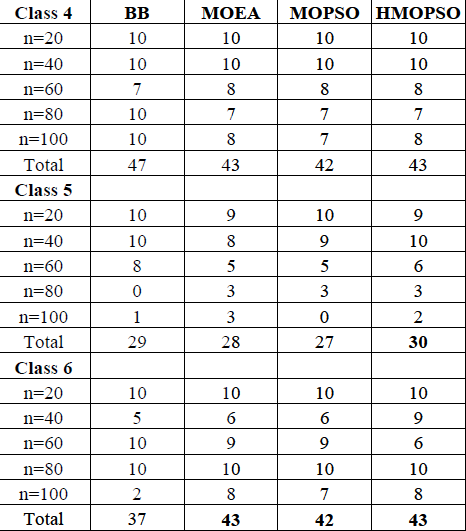 Class 4 BB MOEA MOPSO HMOPSO
n=20 10 10 10 10
n=40 10 10 10 10
n=60 7 8 8 8
n=80 10 7 7 7
n=100 10 8 7 8
Total 47 43 42 43
Class 5
n=20 10 9 10 9
n=40 10 8 9 10
n=60 8 5 5 6
n=80 0 3 3 3
n=100 1 3 0 2
Total 29 28 27 30
Class 6
n=20 10 10 10 10
n=40 5 6 6 9
n=60 10 9 9 6
n=80 10 10 10 10
n=100 2 8 7 8
Total 37 43 42 43